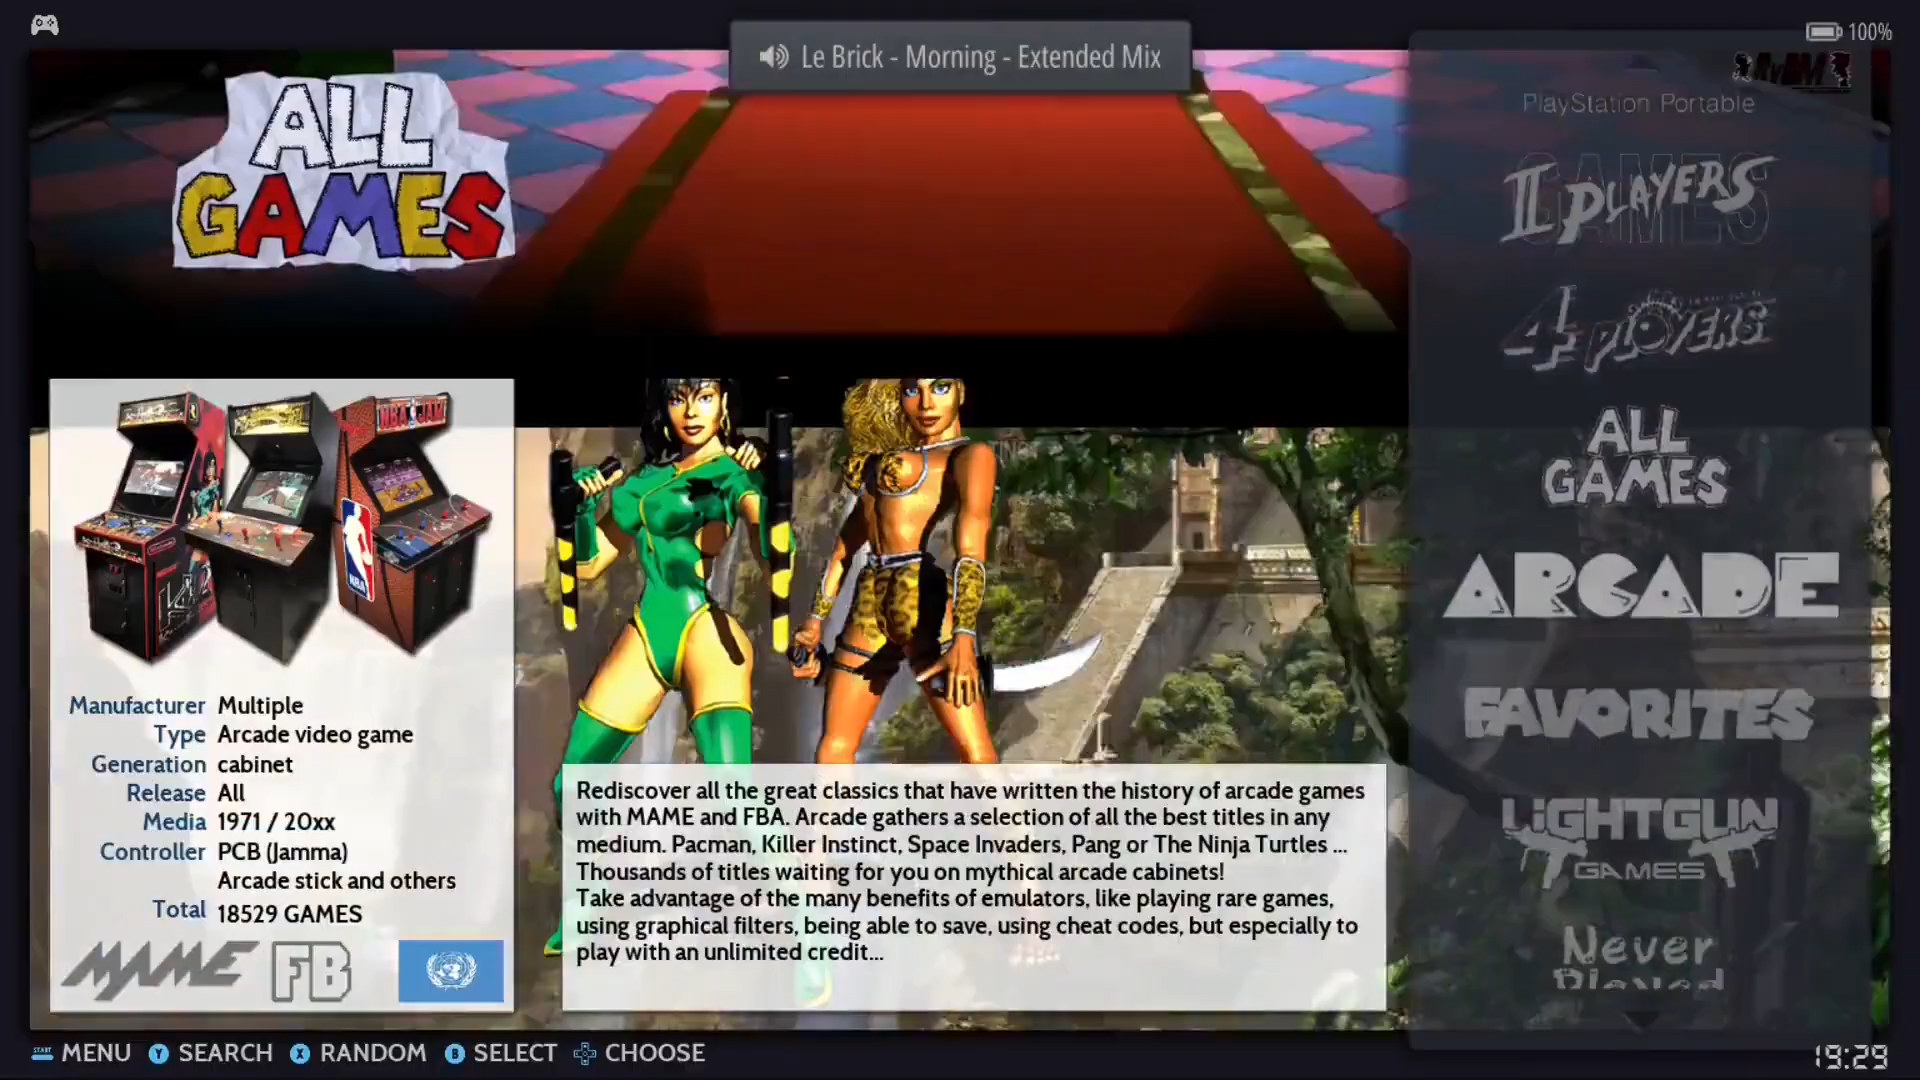 Le Brick - Morning - Extended Mix
100%
ALL
GAMES
NBA JAM
NBA
Manufacturer Multiple
Type Arcade video game
Generation cabinet
Release All
Media 1971 / 20xx
Controller PCB (Jamma)
Arcade stick and others
Total 18529 GAMES
MAME FB
Rediscover all the great classics that have written the history of arcade games
with MAME and FBA. Arcade gathers a selection of all the best titles in any
medium. Pacman, Killer Instinct, Space Invaders, Pang or The Ninja Turtles ...
Thousands of titles waiting for you on mythical arcade cabinets!
Take advantage of the many benefits of emulators, like playing rare games,
using graphical filters, being able to save, using cheat codes, but especially to
play with an unlimited credit...
PlayStation Portable
GAMES
II PLAYERS
4 PLAYERS
ALL
GAMES
ARCADE
FAVORITES
LIGHTGUN
GAMES
Never
Played
START MENU Y SEARCH X RANDOM B SELECT CHOOSE
19:29